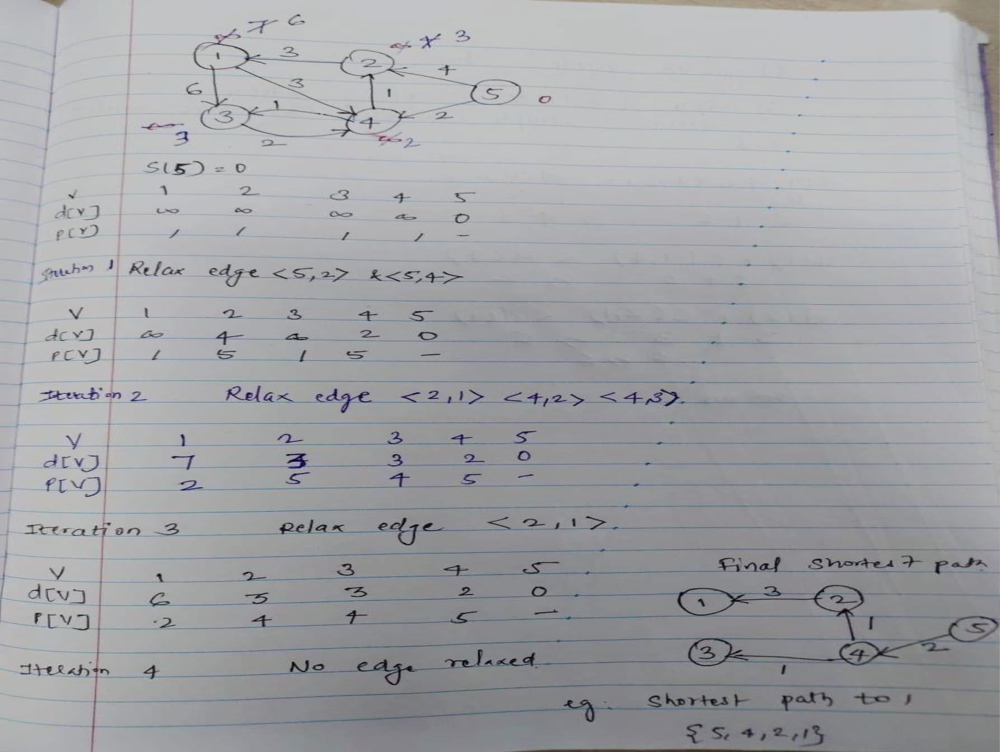 ∞ 7 6
∞ 4 3
1 3 2 4
6 3 1 5 0
3 1 4 2
∞
3 2 ∞ 2
S(5) = 0
V 1 2 3 4 5
d[V] ∞ ∞ ∞ ∞ 0
P[V] / / / / -
Iteration 1 Relax edge <5,2> & <5,4>
V 1 2 3 4 5
d[V] ∞ 4 ∞ 2 0
P[V] / 5 / 5 -
Iteration 2 Relax edge <2,1> <4,2> <4,3>.
V 1 2 3 4 5
d[V] 7 3 3 2 0
P[V] 2 5 4 5 -
Iteration 3 Relax edge <2,1>.
V 1 2 3 4 5
d[V] 6 3 3 2 0
P[V] 2 4 4 5 -
Iteration 4 No edge relaxed
Final shortest path
1 3 2
1 5
3 4 2
1
eg: Shortest path to 1
{5,4,2,1}